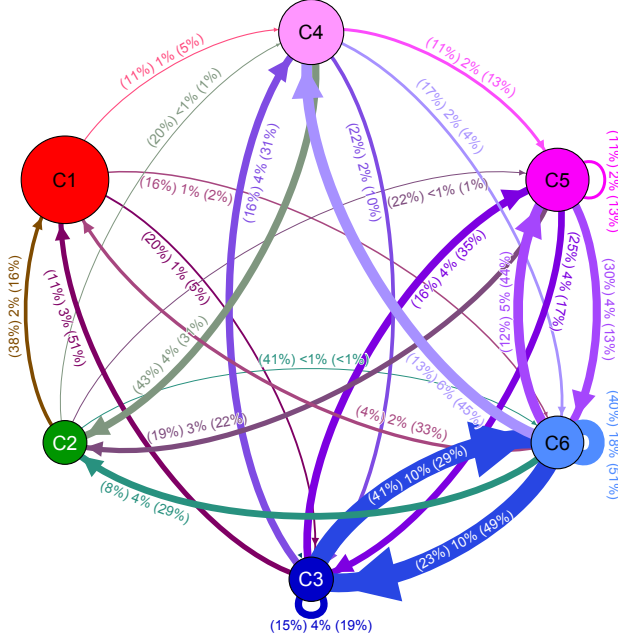 C4
(11%) 1% (5%)
(11%) 2% (13%)
(20%) <1% (1%)
(17%) 2% (4%)
(16%) 4% (31%)
(22%) 2% (10%)
C1
C5
(11%) 2% (13%)
(16%) 1% (2%)
(22%) <1% (1%)
(20%) 1% (5%)
(16%) 4% (35%)
(25%) 4% (17%)
(30%) 4% (13%)
(12%) 5% (44%)
(38%) 2% (16%)
(11%) 3% (51%)
(43%) 4% (31%)
(41%) <1% (<1%)
(13%) 6% (45%)
(19%) 3% (22%)
(4%) 2% (33%)
C2
C6
(40%) 18% (51%)
(8%) 4% (29%)
(41%) 10% (29%)
(23%) 10% (49%)
C3
(15%) 4% (19%)